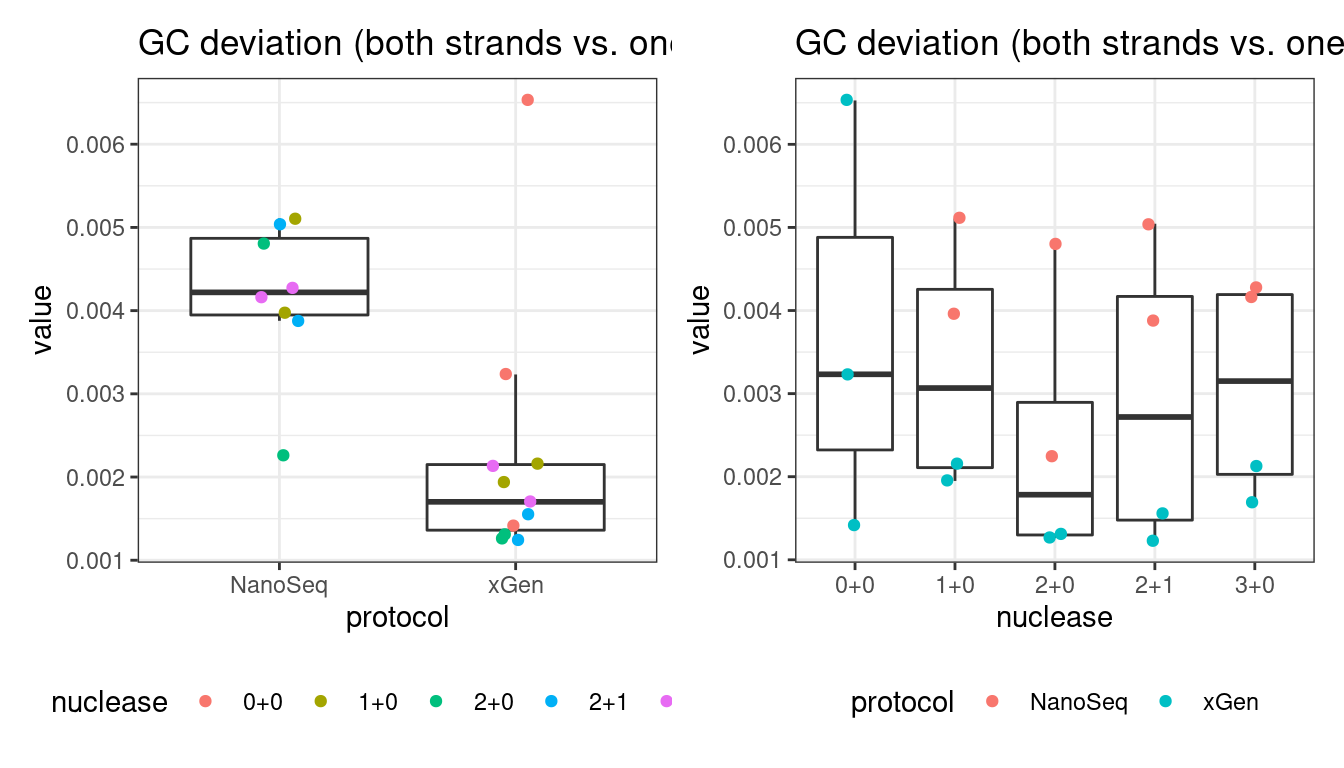 GC deviation (both strands vs. one
value
0.006
0.005
0.004
0.003
0.002
0.001
NanoSeq xGen
protocol
nuclease 0+0 1+0 2+0 2+1
GC deviation (both strands vs. one
value
0.006
0.005
0.004
0.003
0.002
0.001
0+0 1+0 2+0 2+1 3+0
nuclease
protocol NanoSeq xGen